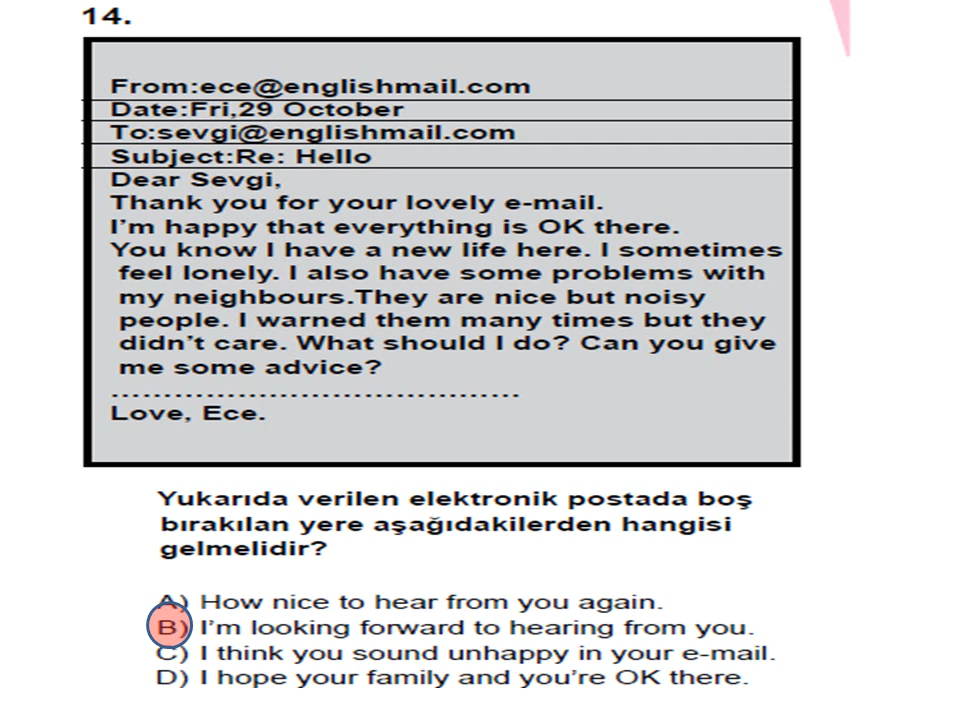 14.
From:ece@englishmail.com
Date:Fri,29 October
To:sevgi@englishmail.com
Subject:Re: Hello
Dear Sevgi,
Thank you for your lovely e-mail.
I'm happy that everything is OK there.
You know I have a new life here. I sometimes
feel lonely. I also have some problems with
my neighbours.They are nice but noisy
people. I warned them many times but they
didn't care. What should I do? Can you give
me some advice?
.......................................
Love, Ece.
Yukarıda verilen elektronik postada boş
bırakılan yere aşağıdakilerden hangisi
gelmelidir?
A) How nice to hear from you again.
B) I'm looking forward to hearing from you.
C) I think you sound unhappy in your e-mail.
D) I hope your family and you're OK there.